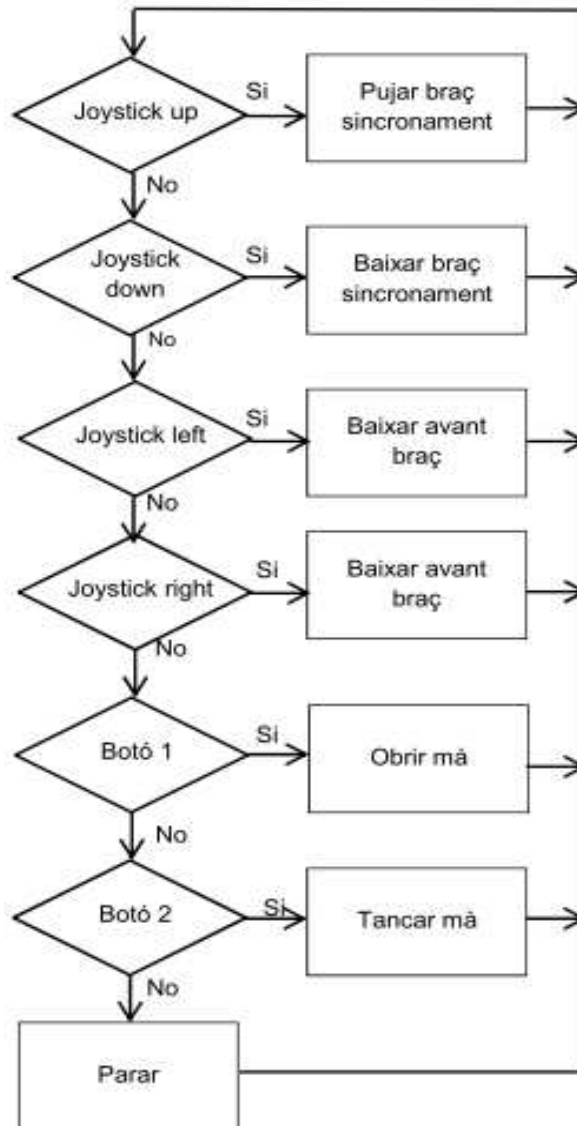 Joystick up
Si
Pujar braç
sincronament
No
Joystick
down
Si
Baixar braç
sincronament
No
Joystick left
Si
Baixar avant
braç
No
Joystick right
Si
Baixar avant
braç
No
Botó 1
Si
Obrir mà
No
Botó 2
Si
Tancar mà
No
Parar